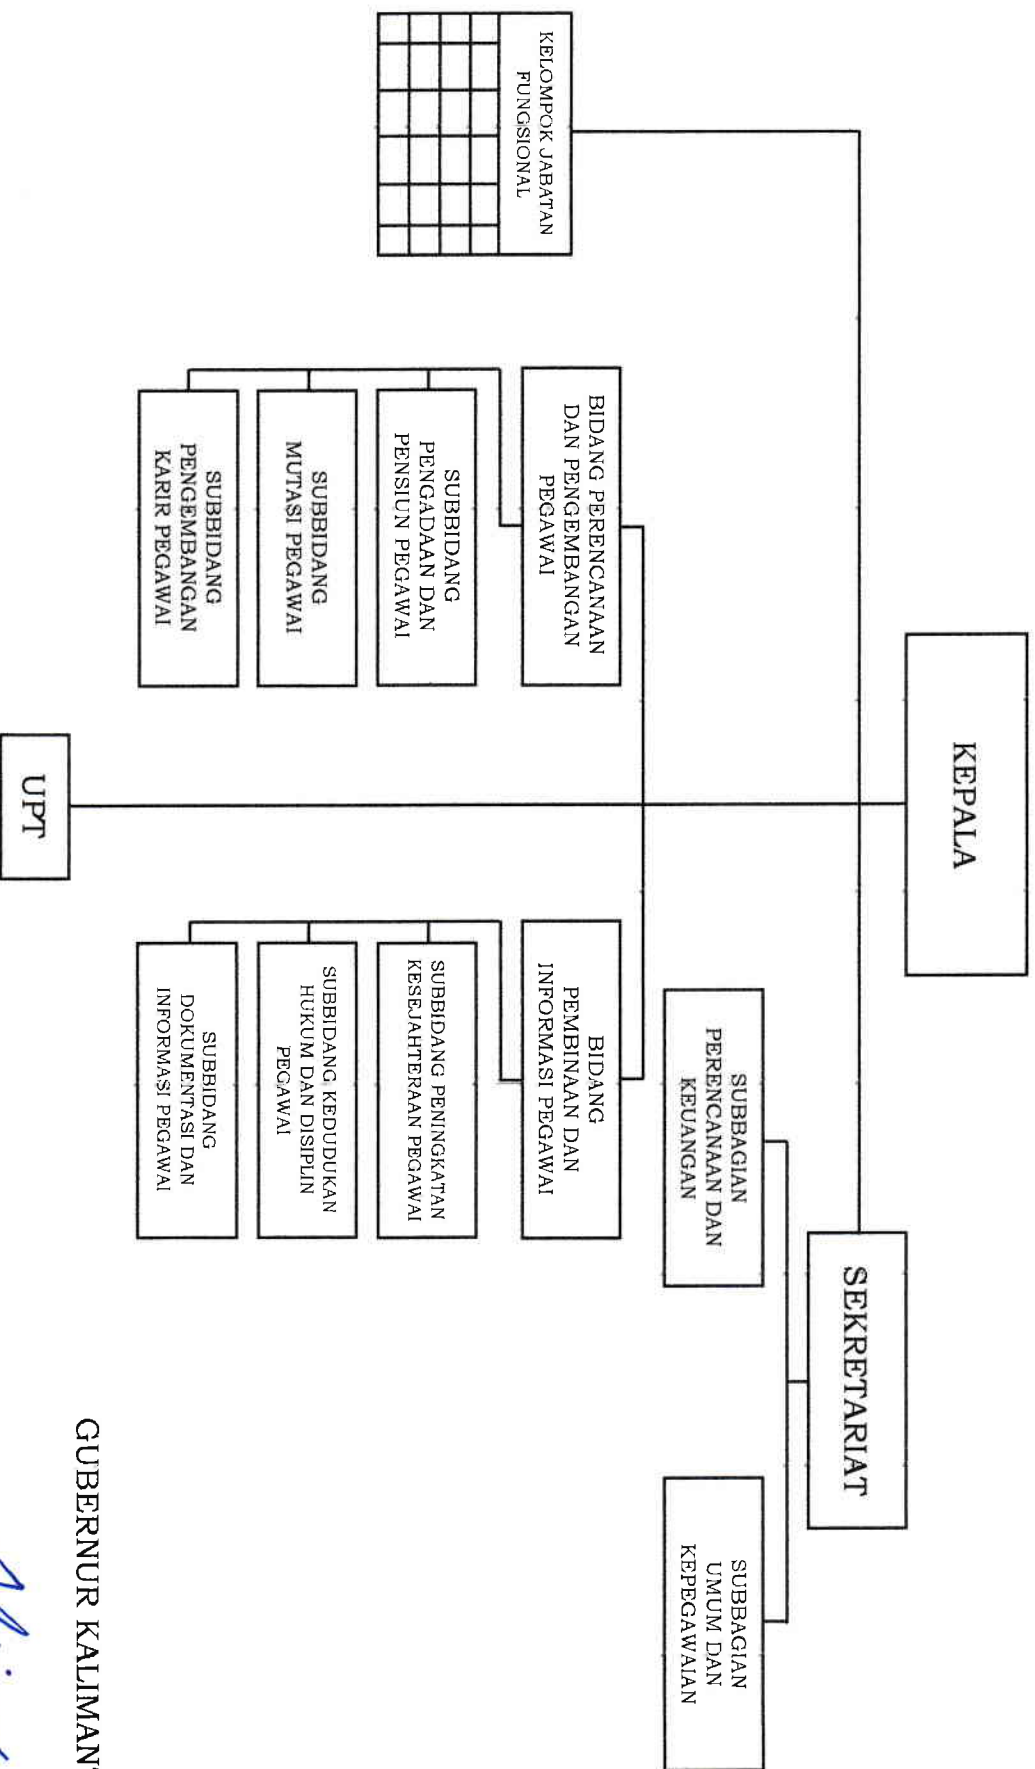 KEPALA
SEKRETARIAT
SUBBAGIAN
PERENCANAAN DAN
KEUANGAN
SUBBAGIAN
UMUM DAN
KEPEGAWAIAN
KELOMPOK JABATAN
FUNGSIONAL
BIDANG PERENCANAAN
DAN PENGEMBANGAN
PEGAWAI
SUBBIDANG
PENGADAAN DAN
PENSIUN PEGAWAI
SUBBIDANG
MUTASI PEGAWAI
SUBBIDANG
PENGEMBANGAN
KARIR PEGAWAI
BIDANG
PEMBINAAN DAN
INFORMASI PEGAWAI
SUBBIDANG PENINGKATAN
KESEJAHTERAAN PEGAWAI
SUBBIDANG KEDUDUKAN
HUKUM DAN DISIPLIN
PEGAWAI
SUBBIDANG
DOKUMENTASI DAN
INFORMASI PEGAWAI
UPT
GUBERNUR